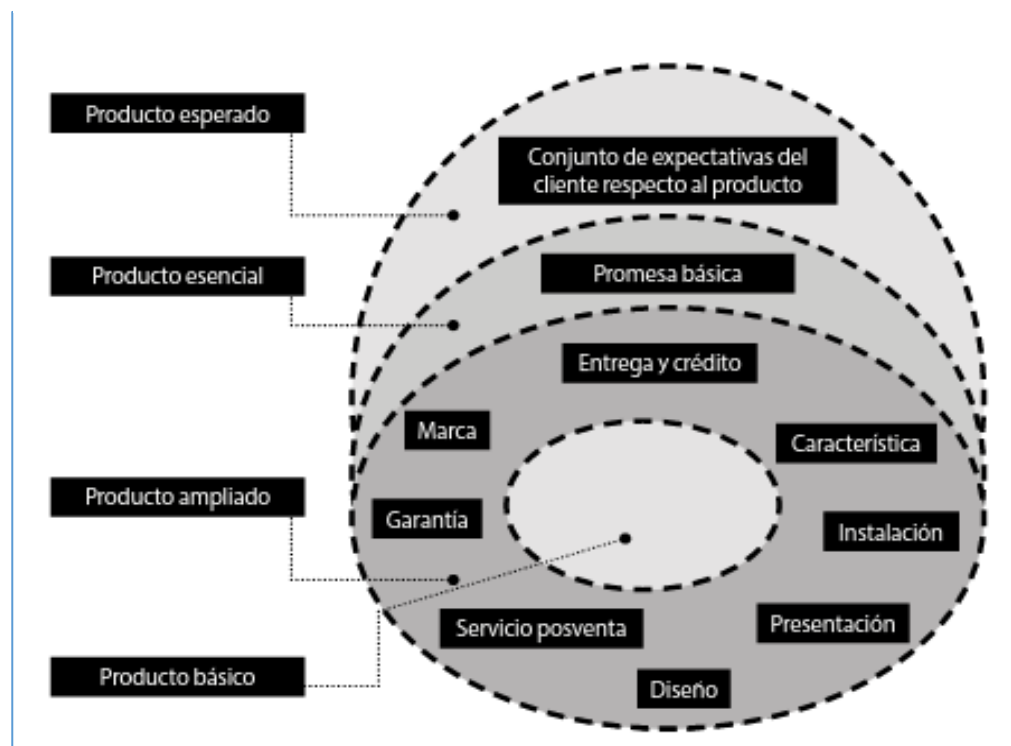 Producto esperado
Conjunto de expectativas del
cliente respecto al producto
Producto esencial
Promesa básica
Entrega y crédito
Marca
Característica
Producto ampliado
Garantía
Instalación
Servicio posventa
Presentación
Producto básico
Diseño